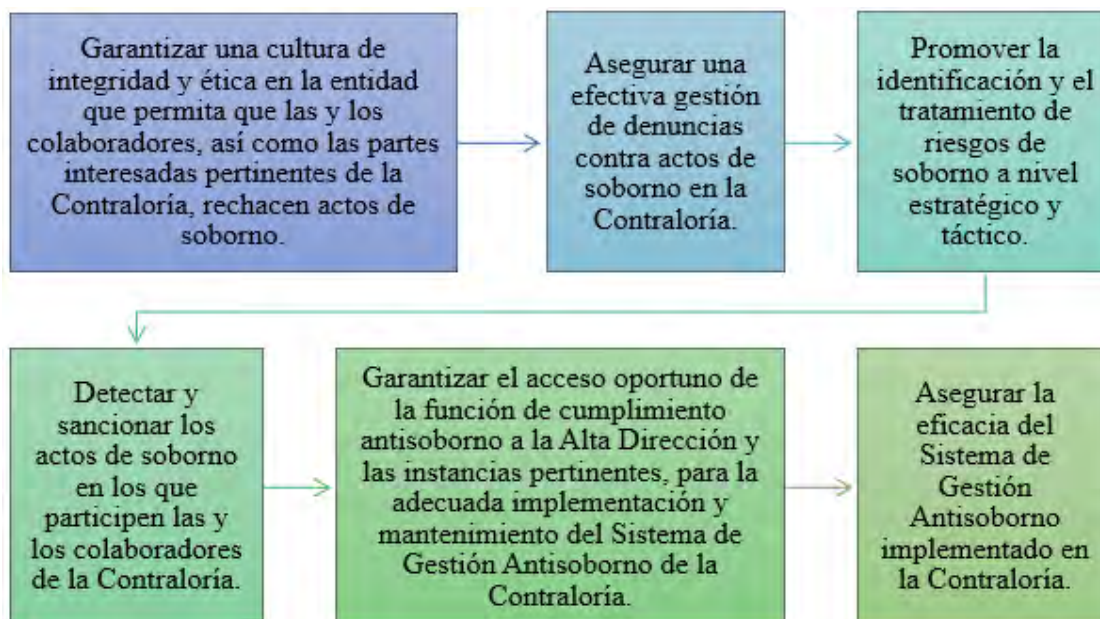 Garantizar una cultura de
integridad y ética en la entidad
que permita que las y los
colaboradores, así como las partes
interesadas pertinentes de la
Contraloría, rechacen actos de
soborno.
Asegurar una
efectiva gestión
de denuncias
contra actos de
soborno en la
Contraloría.
Promover la
identificación y el
tratamiento de
riesgos de
soborno a nivel
estratégico y
táctico.
Detectar y
sancionar los
actos de soborno
en los que
participen las y
los colaboradores
de la Contraloría.
Garantizar el acceso oportuno de
la función de cumplimiento
antisoborno a la Alta Dirección y
las instancias pertinentes, para la
adecuada implementación y
mantenimiento del Sistema de
Gestión Antisoborno de la
Contraloría.
Asegurar la
eficacia del
Sistema de
Gestión
Antisoborno
implementado en
la Contraloría.